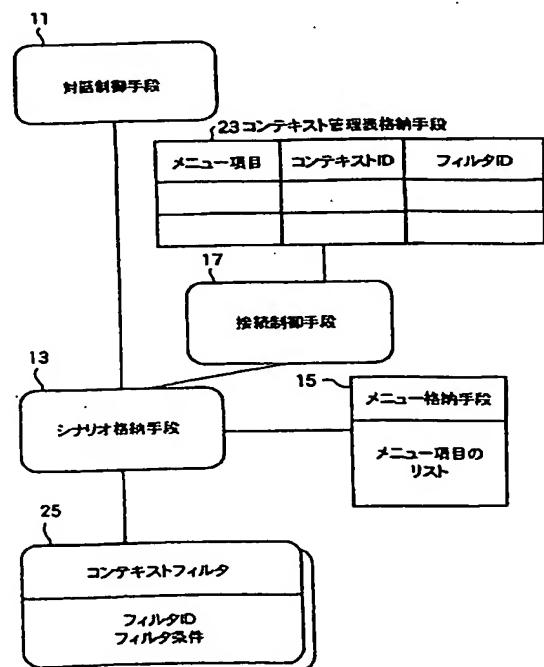 11
対話制御手段
23コンテキスト管理表格納手段
メニュー項目 コンテキストID フィルタID
17
接続制御手段
13
シナリオ格納手段
15
メニュー格納手段
メニュー項目の
リスト
25
コンテキストフィルタ
フィルタID
フィルタ条件